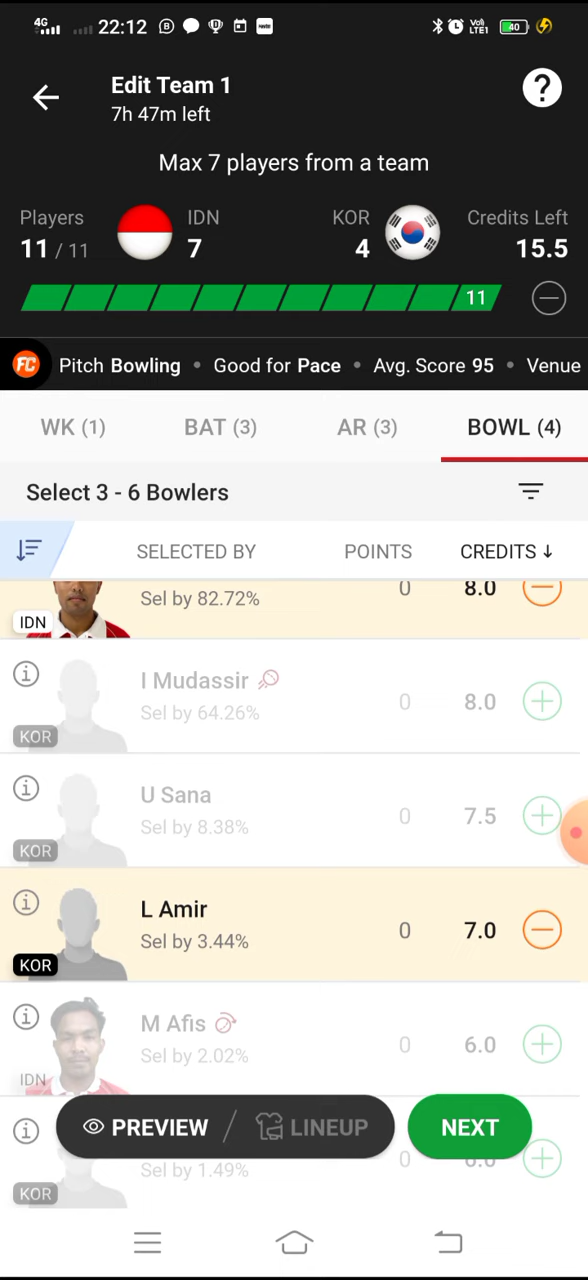 4G 22:12 B Vo) LTE1 40
Edit Team 1
7h 47m left
?
Max 7 players from a team
Players IDN KOR Credits Left
11 / 11 7 4 15.5
11
FC Pitch Bowling • Good for Pace • Avg. Score 95 • Venue
WK (1) BAT (3) AR (3) BOWL (4)
Select 3 - 6 Bowlers
SELECTED BY POINTS CREDITS ↓
Sel by 82.72% 0 8.0
IDN
I Mudassir
Sel by 64.26% 0 8.0
KOR
U Sana
Sel by 8.38% 0 7.5
KOR
L Amir
Sel by 3.44% 0 7.0
KOR
M Afis
Sel by 2.02% 0 6.0
IDN
PREVIEW / LINEUP NEXT
Sel by 1.49% 0 6.0
KOR